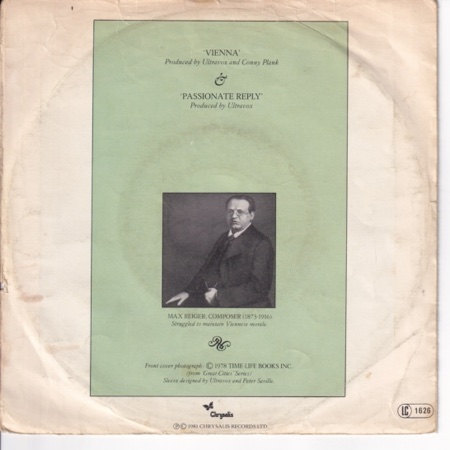 'VIENNA'
Produced by Ultravox and Conny Plank
&
'PASSIONATE REPLY'
Produced by Ultravox
MAX REIGER; COMPOSER (1873-1916)
Struggled to maintain Viennese morals.
Front cover photograph: © 1978 TIME LIFE BOOKS INC.
(from 'Great Cities' Series)
Sleeve designed by Ultravox and Peter Saville
Chrysalis
℗ © 1981 CHRYSALIS RECORDS LTD.
LC 1626